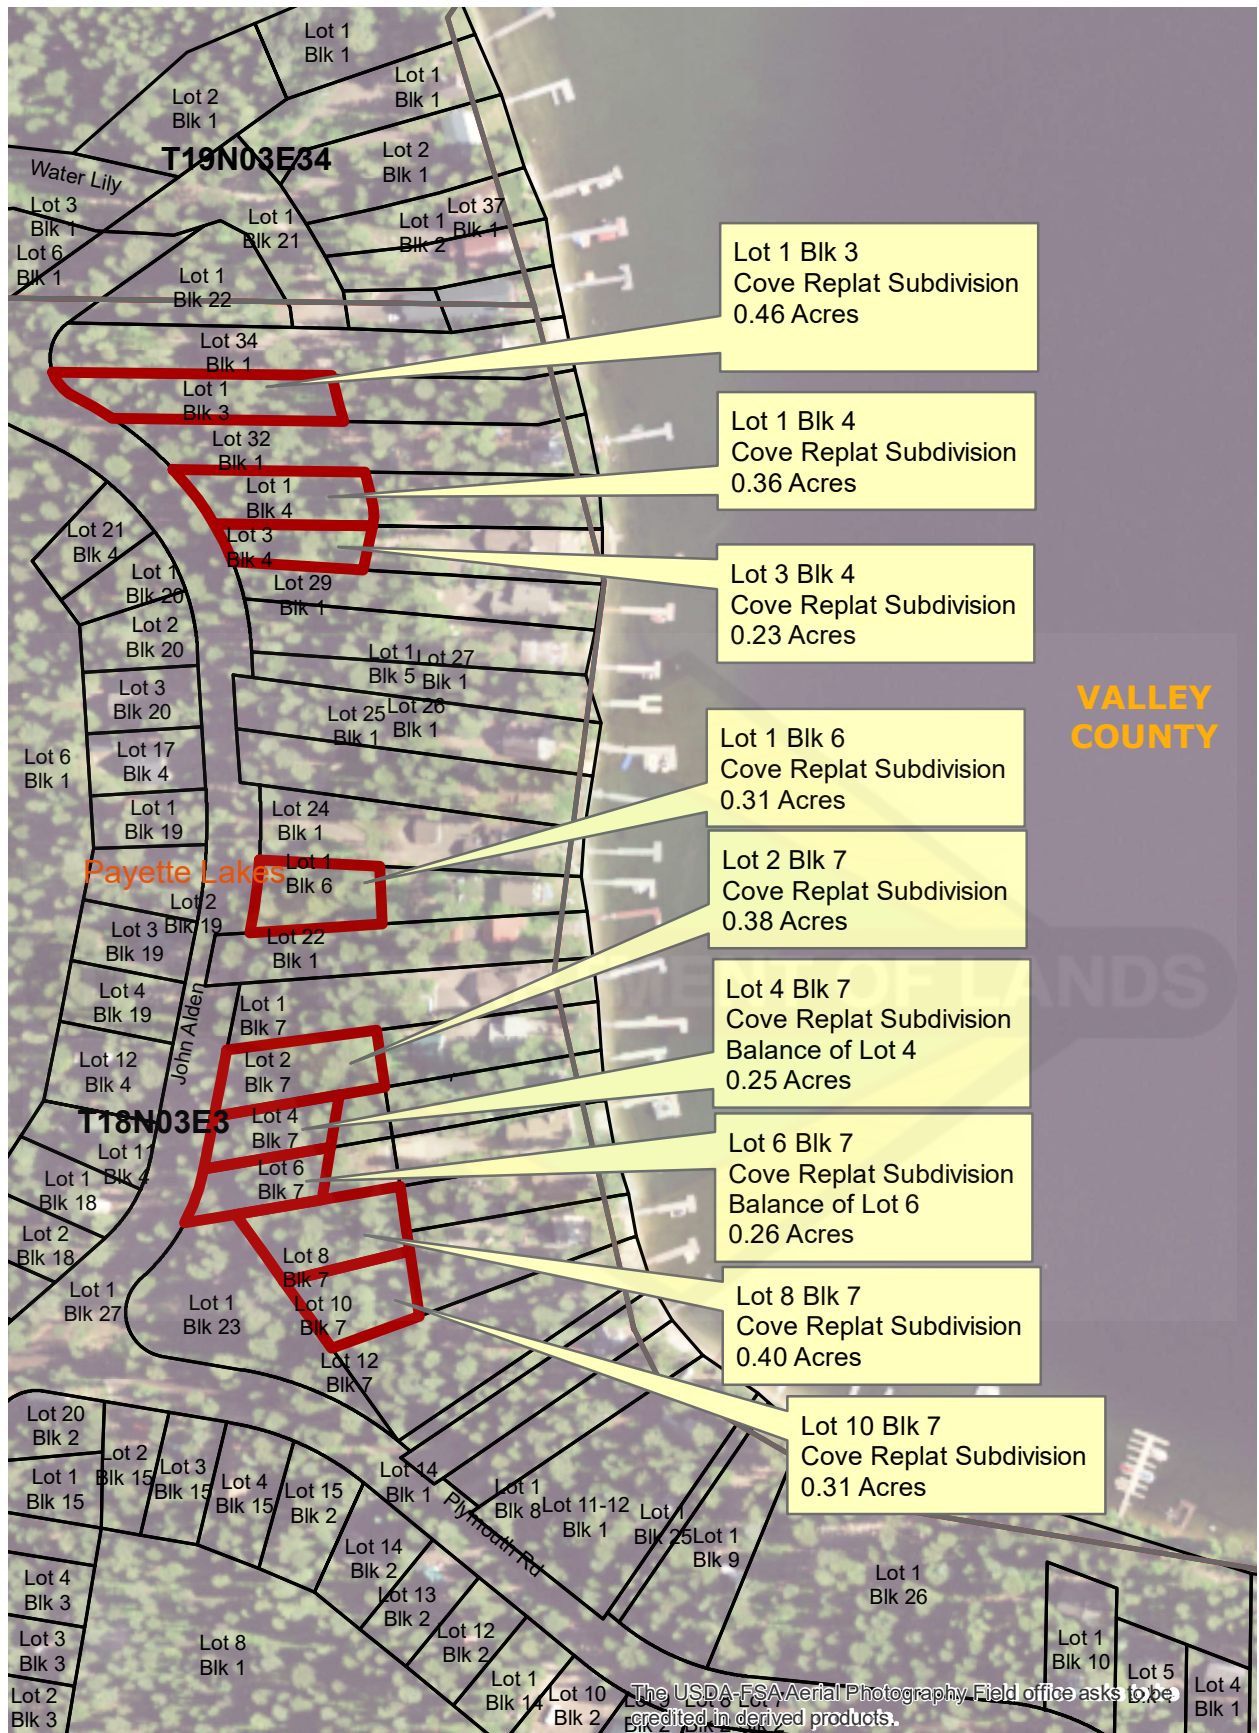 Lot 1
Blk 1
Lot 1
Blk 1
Lot 2
Blk 1
T19N03E34
Lot 2
Blk 1
Water Lily
Lot 3
Blk 1
Lot 1
Blk 21
Lot 1
Blk 2
Lot 37
Blk 1
Lot 6
Blk 1
Lot 1
Blk 22
Lot 1 Blk 3
Cove Replat Subdivision
0.46 Acres
Lot 34
Blk 1
Lot 1
Blk 3
Lot 1 Blk 4
Cove Replat Subdivision
0.36 Acres
Lot 32
Blk 1
Lot 1
Blk 4
Lot 21
Blk 4
Lot 3
Blk 4
Lot 3 Blk 4
Cove Replat Subdivision
0.23 Acres
Lot 1
Blk 20
Lot 29
Blk 1
Lot 2
Blk 20
Lot 1
Blk 5
Lot 27
Blk 1
Lot 3
Blk 20
Lot 25
Blk 1
Lot 26
Blk 1
VALLEY
COUNTY
Lot 6
Blk 1
Lot 17
Blk 4
Lot 1 Blk 6
Cove Replat Subdivision
0.31 Acres
Lot 1
Blk 19
Lot 24
Blk 1
Payette Lakes
Lot 1
Blk 6
Lot 2 Blk 7
Cove Replat Subdivision
0.38 Acres
Lot 2
Blk 19
Lot 3
Blk 19
Lot 22
Blk 1
MENT OF LANDS
Lot 4
Blk 19
Lot 1
Blk 7
Lot 4 Blk 7
Cove Replat Subdivision
Balance of Lot 4
0.25 Acres
John Alden
Lot 12
Blk 4
Lot 2
Blk 7
T18N03E3
Lot 4
Blk 7
Lot 6 Blk 7
Cove Replat Subdivision
Balance of Lot 6
0.26 Acres
Lot 11
Blk 4
Lot 1
Blk 18
Lot 6
Blk 7
Lot 2
Blk 18
Lot 8
Blk 7
Lot 8 Blk 7
Cove Replat Subdivision
0.40 Acres
Lot 1
Blk 27
Lot 1
Blk 23
Lot 10
Blk 7
Lot 12
Blk 7
Lot 10 Blk 7
Cove Replat Subdivision
0.31 Acres
Lot 20
Blk 2
Lot 2
Blk 15
Lot 3
Blk 15
Lot 1
Blk 15
Lot 4
Blk 15
Lot 15
Blk 2
Lot 14
Blk 1
Plymouth Rd
Lot 1
Blk 8
Lot 11-12
Blk 1
Lot 1
Blk 25
Lot 1
Blk 9
Lot 14
Blk 2
Lot 13
Blk 2
Lot 1
Blk 26
Lot 4
Blk 3
Lot 12
Blk 2
Lot 3
Blk 3
Lot 8
Blk 1
Lot 1
Blk 10
Lot 1
Blk 14
Lot 10
Blk 2
Lot 5
Lot 4
Blk 1
Lot 2
Blk 3
The USDA-FSA Aerial Photography Field office asks to be
credited in derived products.